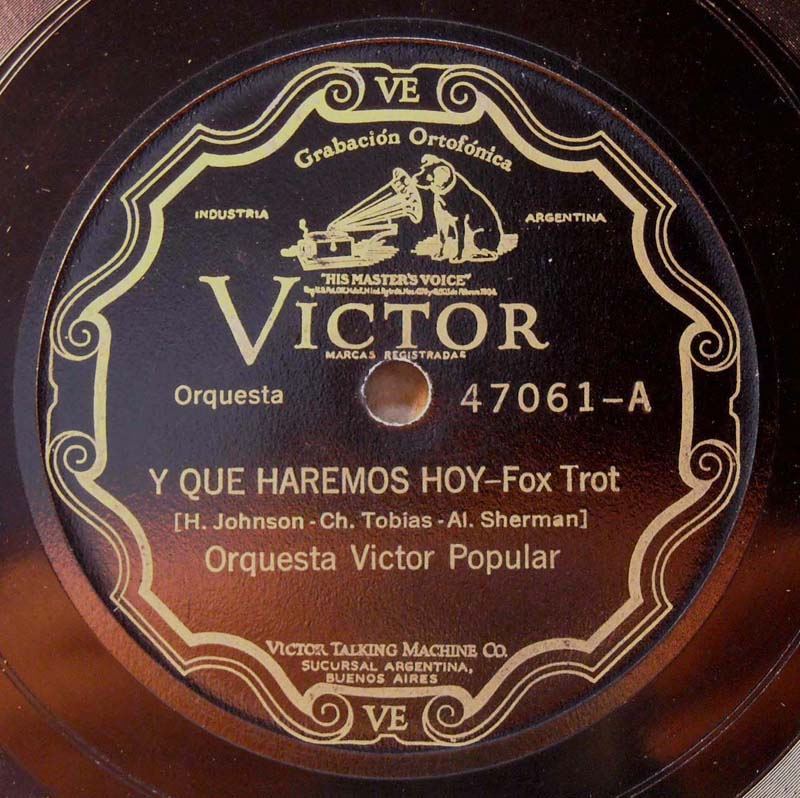 VE
Grabación Ortofónica
INDUSTRIA ARGENTINA
"HIS MASTER'S VOICE"
VICTOR
MARCAS REGISTRADAS
Orquesta 47061-A
Y QUE HAREMOS HOY-Fox Trot
[H. Johnson - Ch. Tobias - Al. Sherman]
Orquesta Victor Popular
VICTOR TALKING MACHINE CO.
SUCURSAL ARGENTINA,
BUENOS AIRES
VE